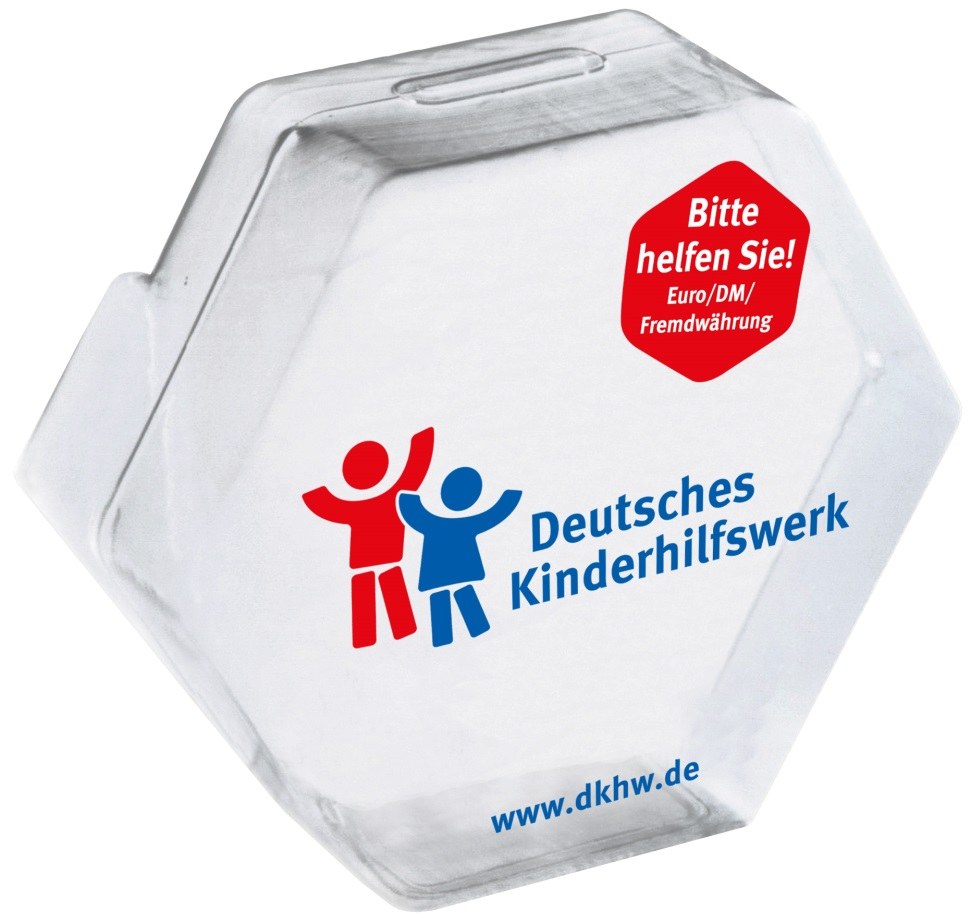 Bitte
helfen Sie!
Euro/DM/
Fremdwährung
Deutsches
Kinderhilfswerk
www.dkhw.de